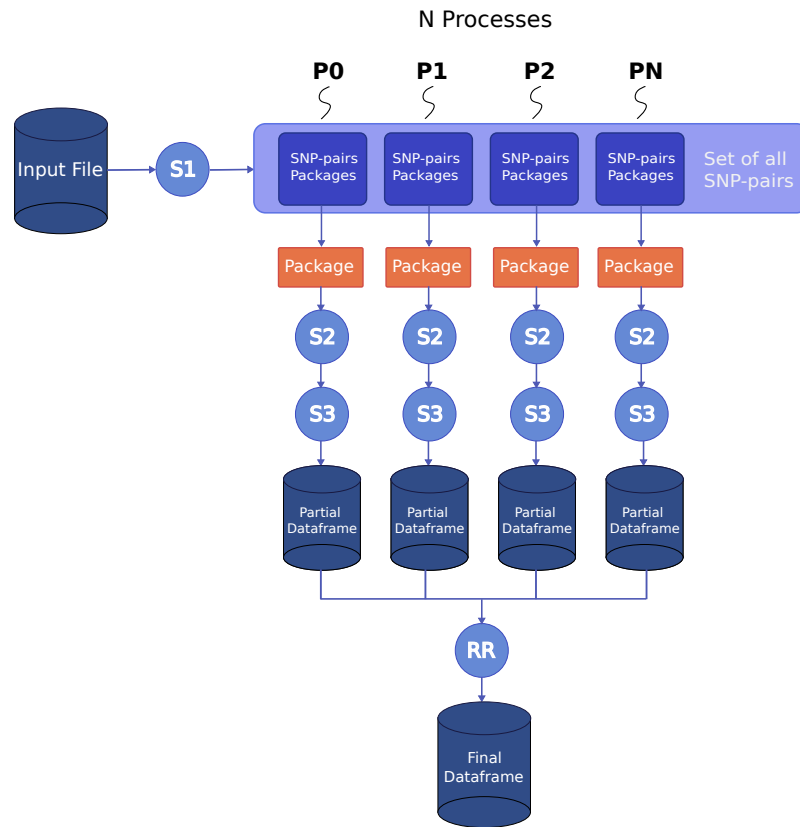 N Processes
P0 P1 P2 PN
Input File
S1
SNP-pairs
Packages
SNP-pairs
Packages
SNP-pairs
Packages
SNP-pairs
Packages
Set of all
SNP-pairs
Package Package Package Package
S2 S2 S2 S2
S3 S3 S3 S3
Partial
Dataframe
Partial
Dataframe
Partial
Dataframe
Partial
Dataframe
RR
Final
Dataframe